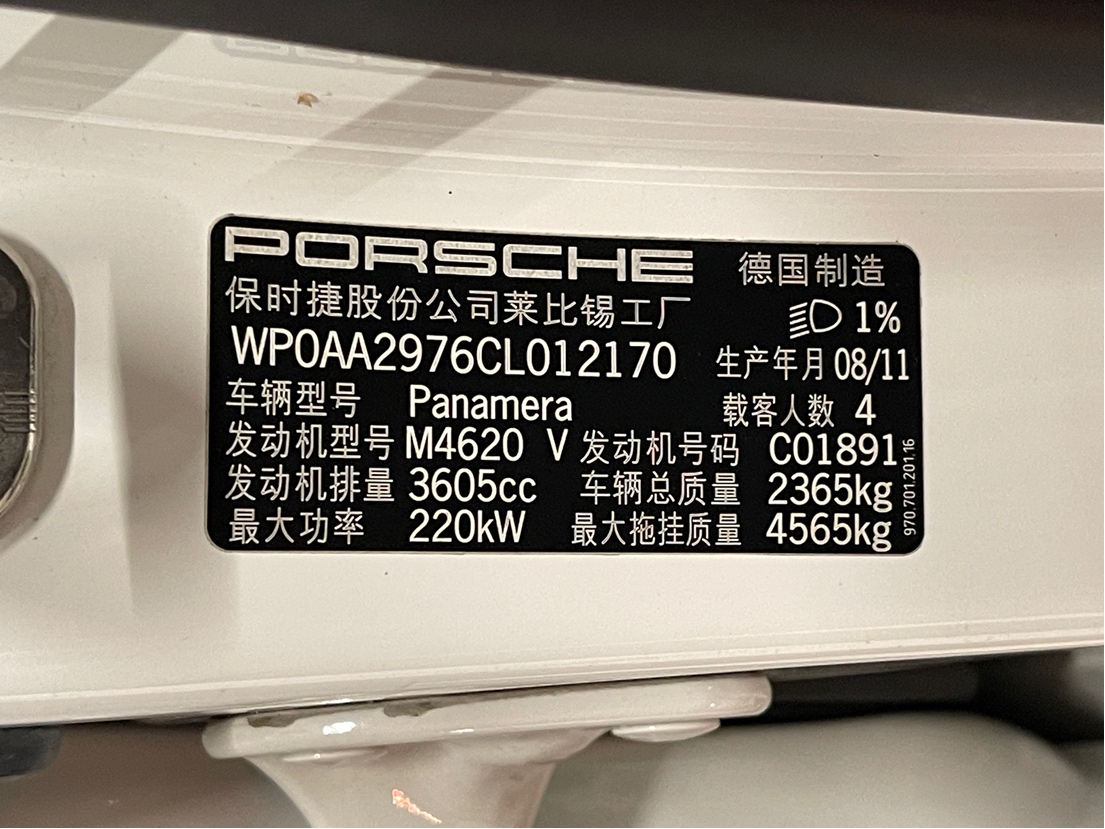 PORSCHE 德国制造
保时捷股份公司莱比锡工厂 1%
WP0AA2976CL012170 生产年月 08/11
车辆型号 Panamera 载客人数 4
发动机型号 M4620 V 发动机号码 C01891
发动机排量 3605cc 车辆总质量 2365kg
最大功率 220kW 最大拖挂质量 4565kg
970.701.201.16